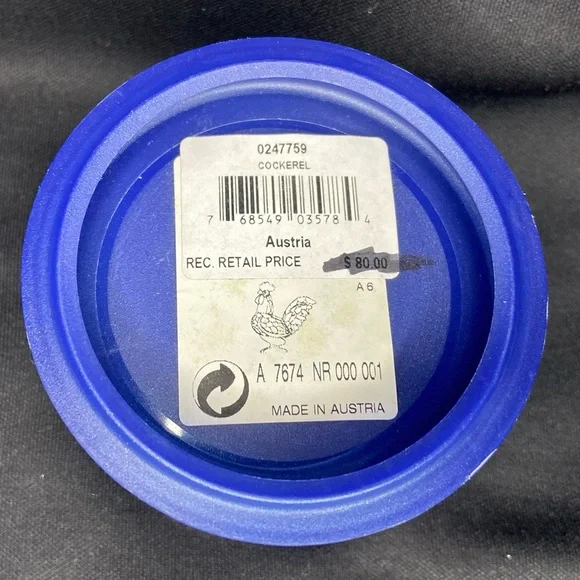 0247759
COCKEREL
7 68549 03578 4
Austria
REC. RETAIL PRICE $ 80.00
A 6
A 7674 NR 000 001
MADE IN AUSTRIA